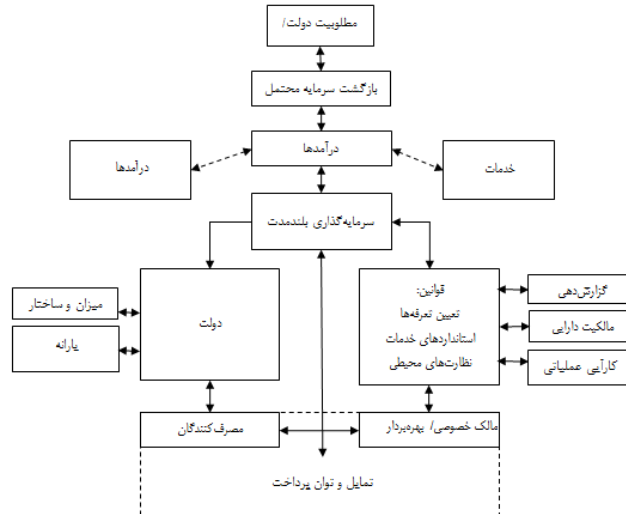 مطلوبیت دولت/
بازگشت سرمایه محتمل
درآمدها
درآمدها
خدمات
سرمایه‌گذاری بلندمدت
میزان و ساختار
یارانه
دولت
قوانین:
تعیین تعرفه‌ها
استانداردهای خدمات
نظارت‌های محیطی
گزارش‌دهی
مالکیت دارایی
کارآیی عملیاتی
مصرف‌کنندگان
مالک خصوصی/ بهره‌بردار
تمایل و توان پرداخت